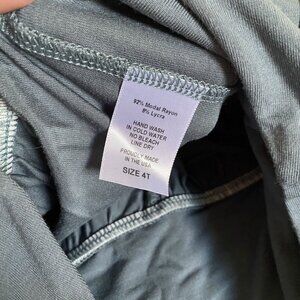 92% Modal Rayon
8% Lycra
HAND WASH
IN COLD WATER
NO BLEACH
LINE DRY
PROUDLY MADE
IN THE USA
SIZE 4T